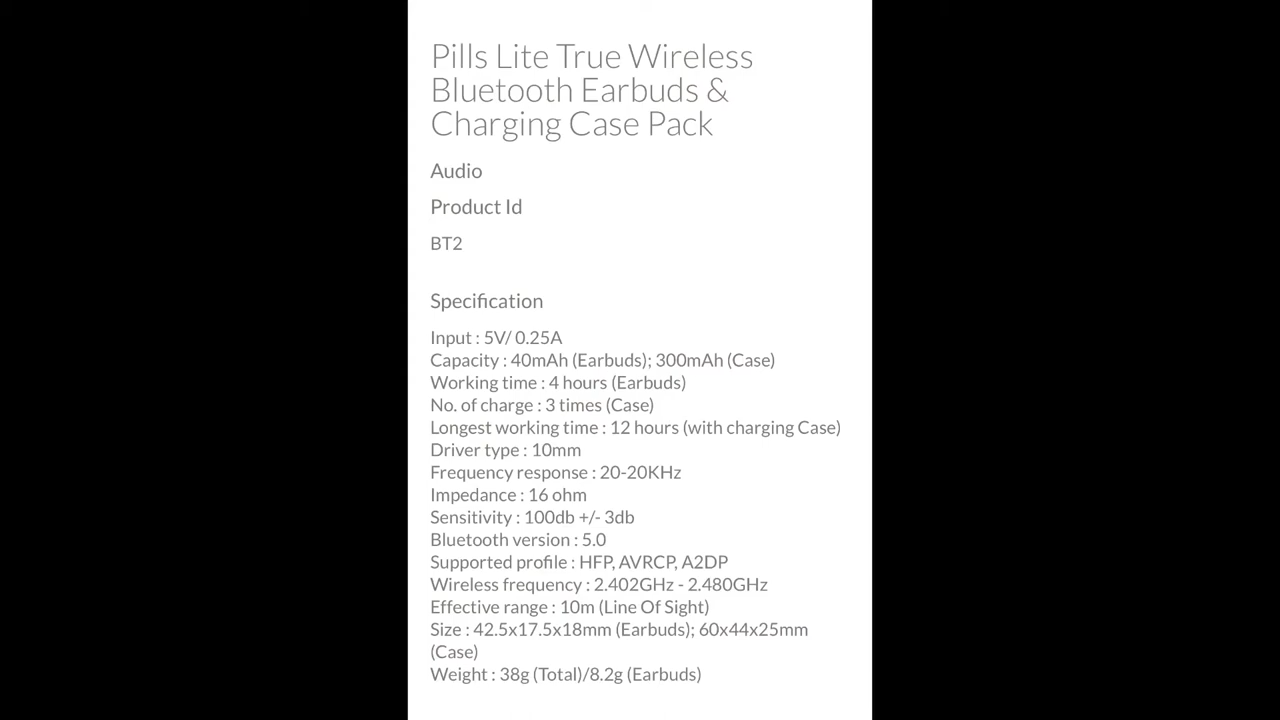 Pills Lite True Wireless
Bluetooth Earbuds &
Charging Case Pack
Audio
Product Id
BT2
Specification
Input : 5V/ 0.25A
Capacity : 40mAh (Earbuds); 300mAh (Case)
Working time : 4 hours (Earbuds)
No. of charge : 3 times (Case)
Longest working time : 12 hours (with charging Case)
Driver type : 10mm
Frequency response : 20-20KHz
Impedance : 16 ohm
Sensitivity : 100db +/- 3db
Bluetooth version : 5.0
Supported profile : HFP, AVRCP, A2DP
Wireless frequency : 2.402GHz - 2.480GHz
Effective range : 10m (Line Of Sight)
Size : 42.5x17.5x18mm (Earbuds); 60x44x25mm
(Case)
Weight : 38g (Total)/8.2g (Earbuds)